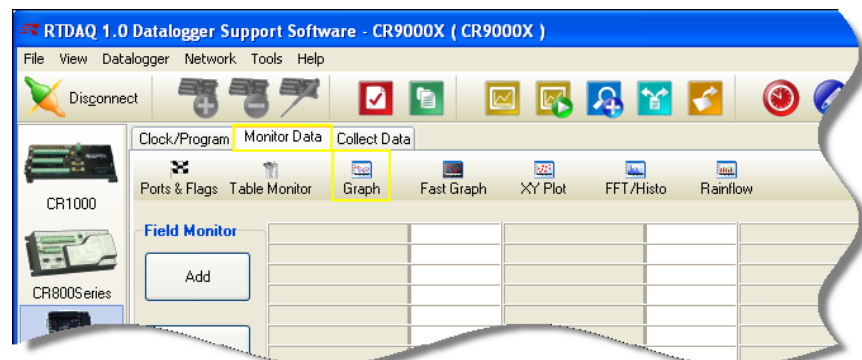 RTDAQ 1.0 Datalogger Support Software - CR9000X ( CR9000X )
File View Datalogger Network Tools Help
Disconnect
Clock/Program Monitor Data Collect Data
Ports & Flags Table Monitor Graph Fast Graph XY Plot FFT/Histo Rainflow
CR1000
Field Monitor
Add
CR800Series